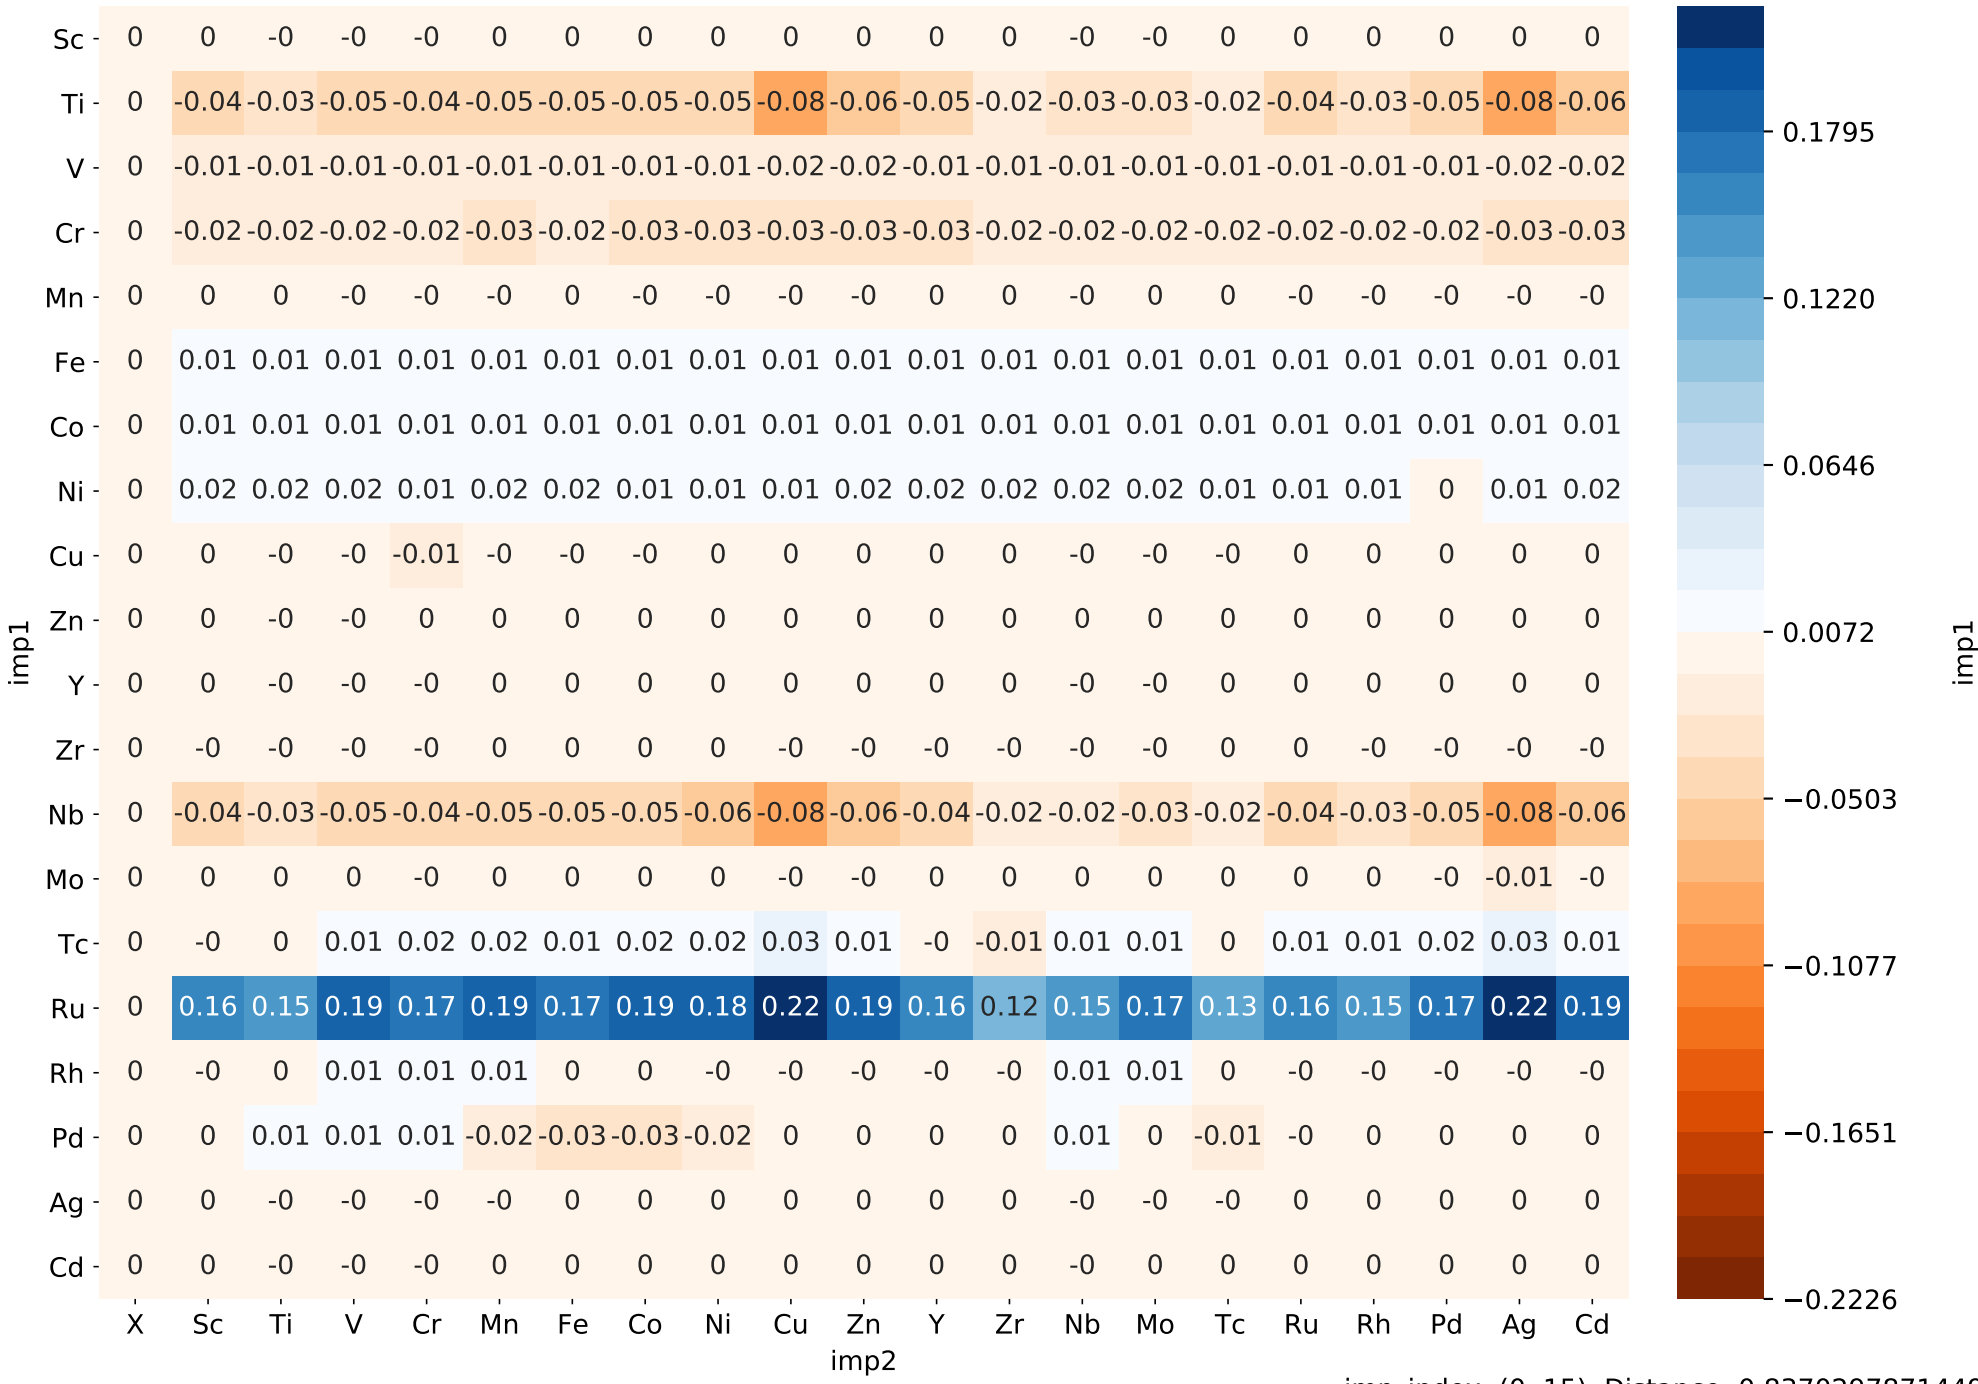 Sc 0 0 -0 -0 -0 0 0 0 0 0 0 0 0 -0 -0 0 0 0 0 0 0
Ti 0 -0.04 -0.03 -0.05 -0.04 -0.05 -0.05 -0.05 -0.05 -0.08 -0.06 -0.05 -0.02 -0.03 -0.03 -0.02 -0.04 -0.03 -0.05 -0.08 -0.06
V 0 -0.01 -0.01 -0.01 -0.01 -0.01 -0.01 -0.01 -0.01 -0.02 -0.02 -0.01 -0.01 -0.01 -0.01 -0.01 -0.01 -0.01 -0.01 -0.02 -0.02
Cr 0 -0.02 -0.02 -0.02 -0.02 -0.03 -0.02 -0.03 -0.03 -0.03 -0.03 -0.03 -0.02 -0.02 -0.02 -0.02 -0.02 -0.02 -0.02 -0.03 -0.03
Mn 0 0 0 -0 -0 -0 0 -0 -0 -0 -0 0 0 -0 0 0 -0 -0 -0 -0 -0
Fe 0 0.01 0.01 0.01 0.01 0.01 0.01 0.01 0.01 0.01 0.01 0.01 0.01 0.01 0.01 0.01 0.01 0.01 0.01 0.01 0.01
Co 0 0.01 0.01 0.01 0.01 0.01 0.01 0.01 0.01 0.01 0.01 0.01 0.01 0.01 0.01 0.01 0.01 0.01 0.01 0.01 0.01
Ni 0 0.02 0.02 0.02 0.01 0.02 0.02 0.01 0.01 0.01 0.02 0.02 0.02 0.02 0.02 0.01 0.01 0.01 0 0.01 0.02
Cu 0 0 -0 -0 -0.01 -0 -0 -0 0 0 0 0 0 -0 -0 -0 0 0 0 0 0
Zn 0 0 -0 -0 0 0 0 0 0 0 0 0 0 0 0 0 0 0 0 0 0
Y 0 0 -0 -0 -0 0 0 0 0 0 0 0 0 -0 -0 0 0 0 0 0 0
Zr 0 -0 -0 -0 -0 0 0 0 0 -0 -0 -0 -0 -0 -0 0 0 -0 -0 -0 -0
Nb 0 -0.04 -0.03 -0.05 -0.04 -0.05 -0.05 -0.05 -0.06 -0.08 -0.06 -0.04 -0.02 -0.02 -0.03 -0.02 -0.04 -0.03 -0.05 -0.08 -0.06
Mo 0 0 0 0 -0 0 0 0 0 -0 -0 0 0 0 0 0 0 0 -0 -0.01 -0
Tc 0 -0 0 0.01 0.02 0.02 0.01 0.02 0.02 0.03 0.01 -0 -0.01 0.01 0.01 0 0.01 0.01 0.02 0.03 0.01
Ru 0 0.16 0.15 0.19 0.17 0.19 0.17 0.19 0.18 0.22 0.19 0.16 0.12 0.15 0.17 0.13 0.16 0.15 0.17 0.22 0.19
Rh 0 -0 0 0.01 0.01 0.01 0 0 -0 -0 -0 -0 -0 0.01 0.01 0 -0 -0 -0 -0 -0
Pd 0 0 0.01 0.01 0.01 -0.02 -0.03 -0.03 -0.02 0 0 0 0 0.01 0 -0.01 -0 0 0 0 0
Ag 0 0 -0 -0 -0 -0 0 0 0 0 0 0 0 -0 -0 -0 0 0 0 0 0
Cd 0 0 -0 -0 -0 0 0 0 0 0 0 0 0 -0 0 0 0 0 0 0 0
X Sc Ti V Cr Mn Fe Co Ni Cu Zn Y Zr Nb Mo Tc Ru Rh Pd Ag Cd
imp2
imp1
0.1795
0.1220
0.0646
0.0072
−0.0503
−0.1077
−0.1651
−0.2226
imp1